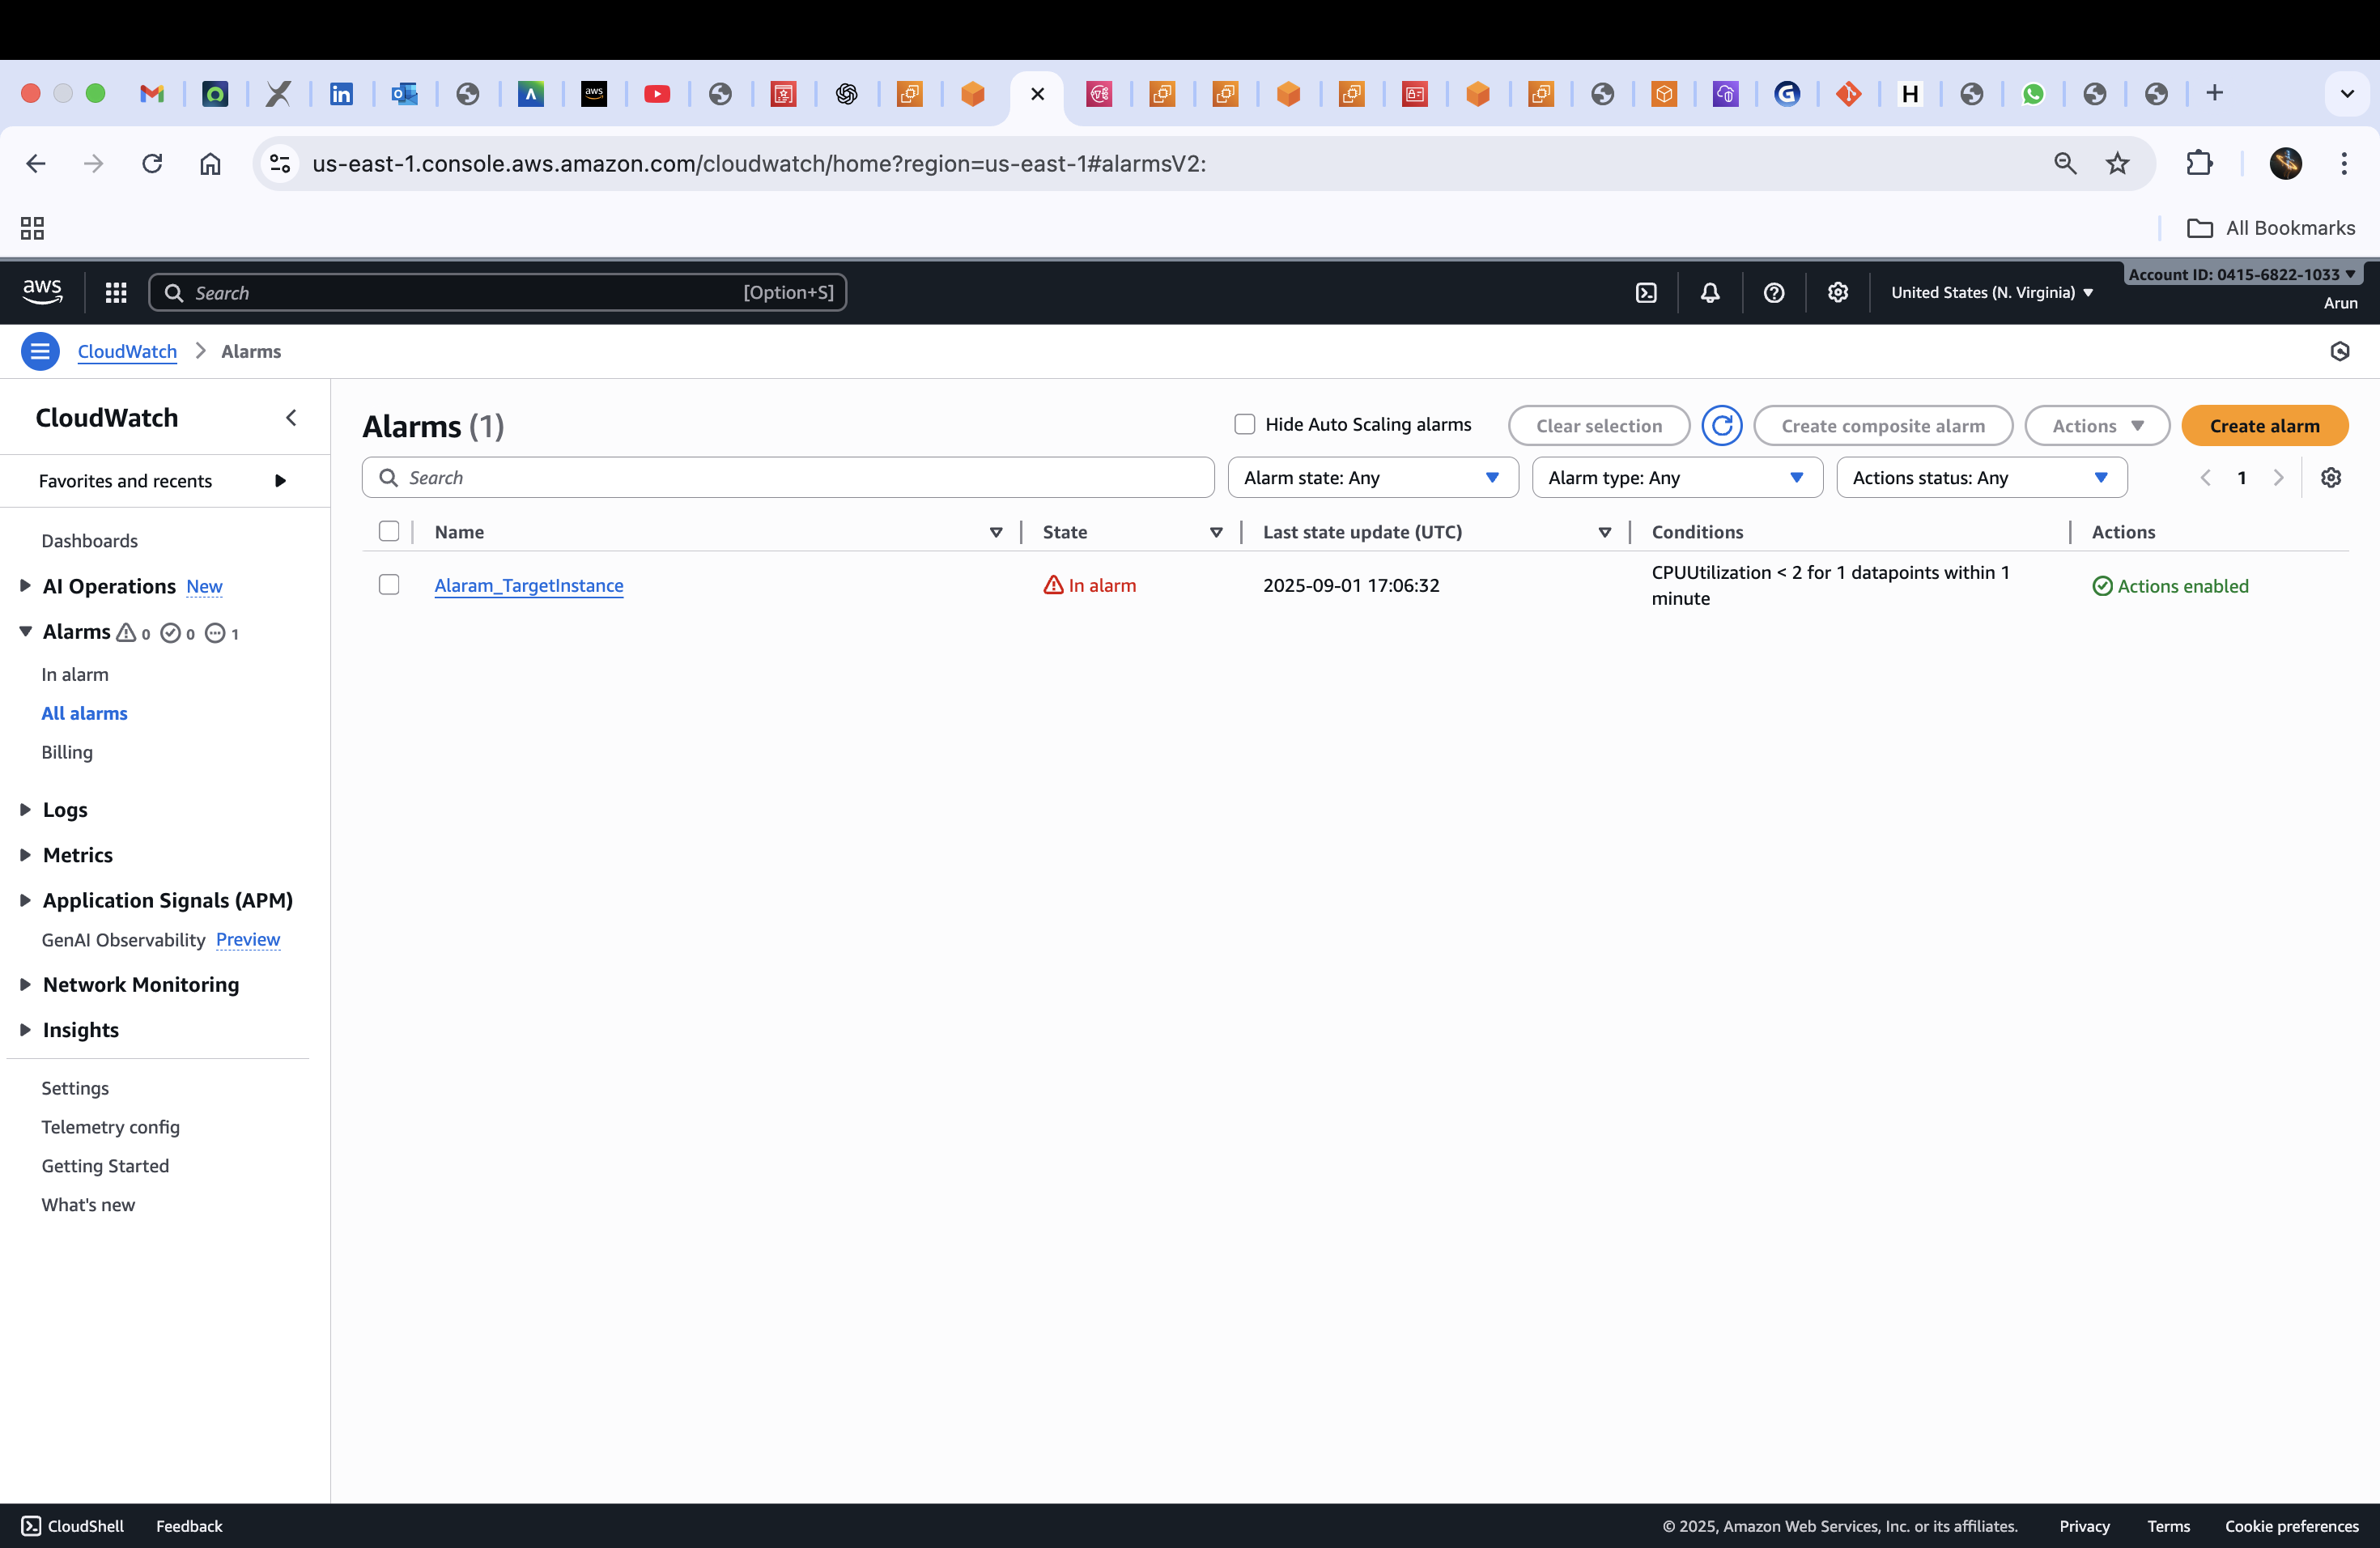 us-east-1.console.aws.amazon.com/cloudwatch/home?region=us-east-1#alarmsV2:
All Bookmarks
aws
Search
[Option+S]
United States (N. Virginia)
Account ID: 0415-6822-1033
Arun
CloudWatch
Alarms
CloudWatch
Favorites and recents
Dashboards
AI Operations New
Alarms 0 0 1
In alarm
All alarms
Billing
Logs
Metrics
Application Signals (APM)
GenAI Observability Preview
Network Monitoring
Insights
Settings
Telemetry config
Getting Started
What's new
Alarms (1)
Hide Auto Scaling alarms
Clear selection
Create composite alarm
Actions
Create alarm
Search
Alarm state: Any
Alarm type: Any
Actions status: Any
1
Name
State
Last state update (UTC)
Conditions
Actions
Alaram_TargetInstance
In alarm
2025-09-01 17:06:32
CPUUtilization < 2 for 1 datapoints within 1
minute
Actions enabled
CloudShell
Feedback
© 2025, Amazon Web Services, Inc. or its affiliates.
Privacy
Terms
Cookie preferences